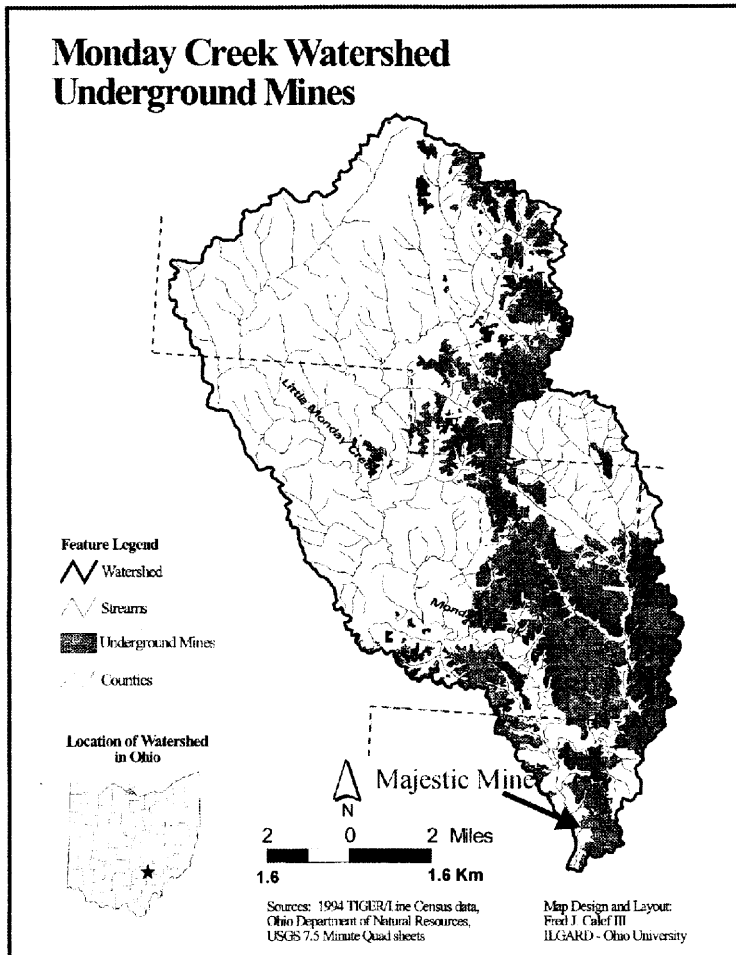 Monday Creek Watershed
Underground Mines
Little Monday Creek
Feature Legend
Watershed
Streams
Underground Mines
Counties
Location of Watershed
in Ohio
N
Majestic Mine
2 0 2 Miles
1.6 1.6 Km
Sources: 1994 TIGER/Line Census data,
Ohio Department of Natural Resources,
USGS 7.5 Minute Quad sheets
Map Design and Layout:
Fred J. Calef III
ILGARD - Ohio University